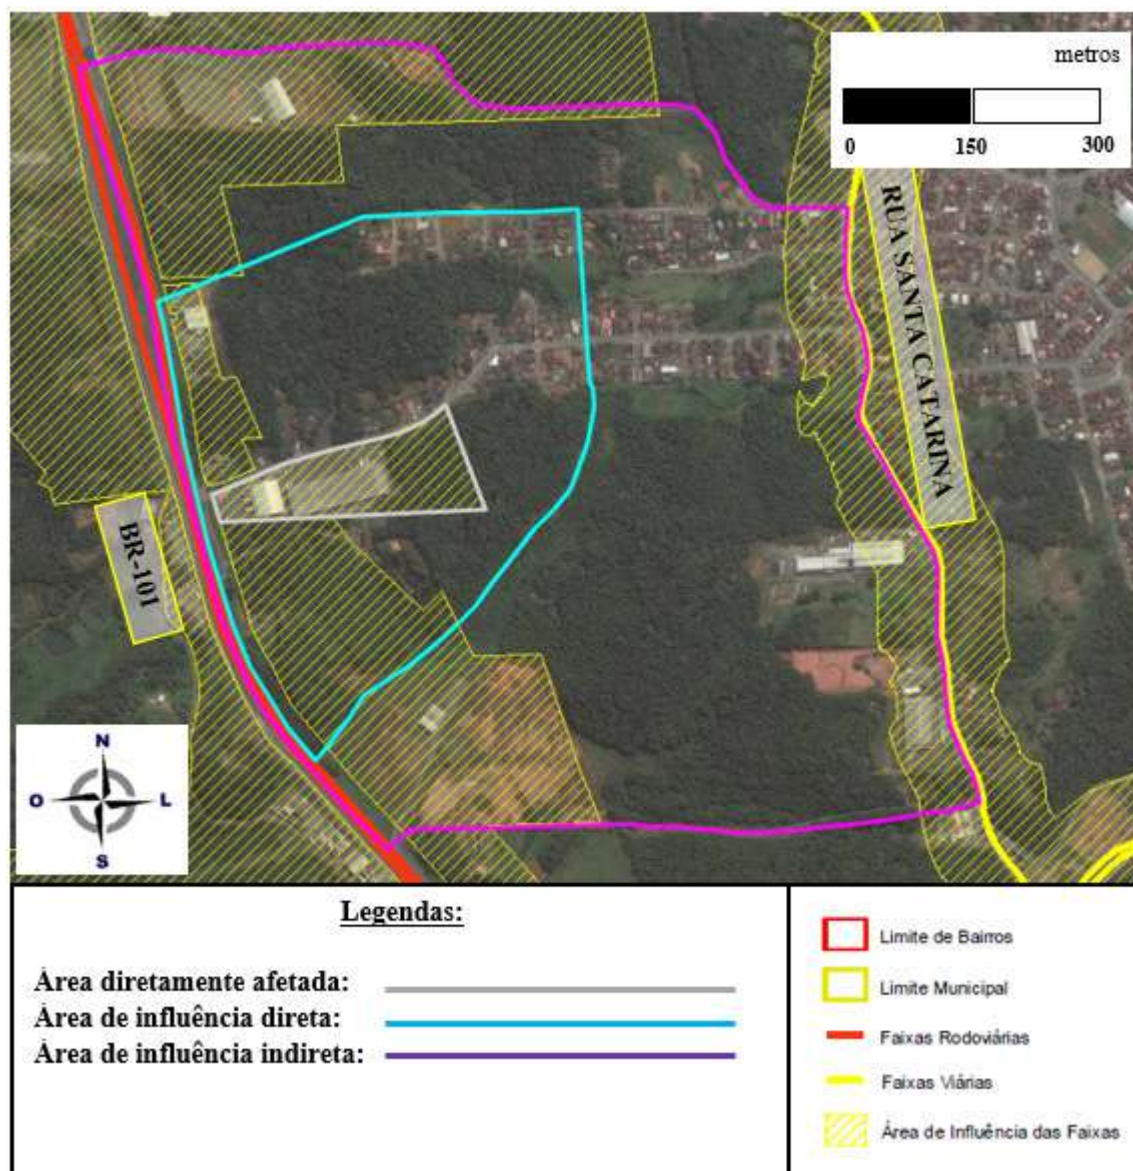 metros
0 150 300
RUA SANTA CATARINA
BR-101
N
O L
S
Legendas:
Área diretamente afetada:
Área de influência direta:
Área de influência indireta:
Limite de Bairros
Limite Municipal
Faixas Rodoviárias
Faixas Viárias
Área de Influência das Faixas